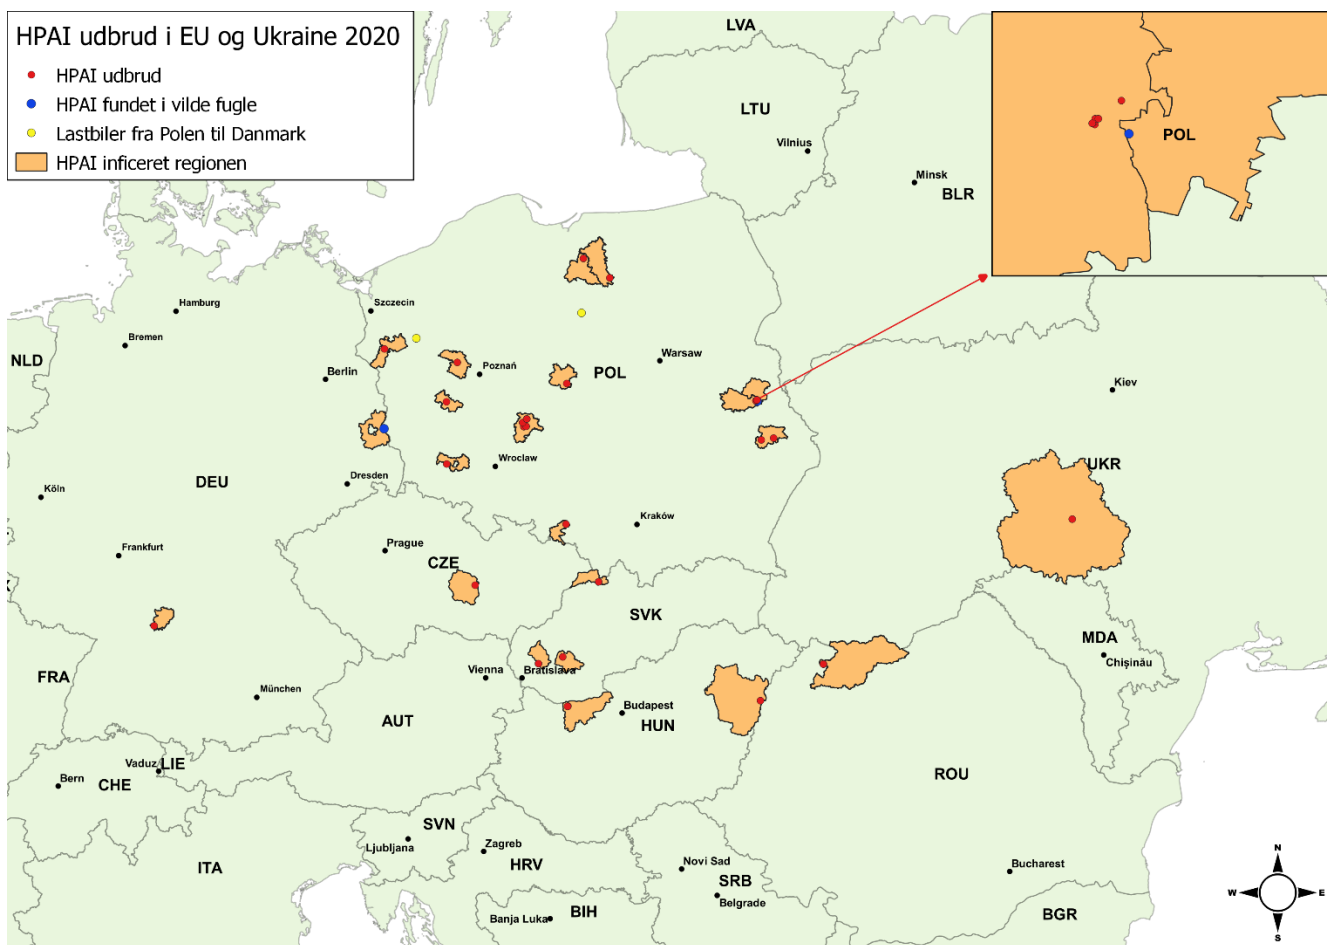 HPAI udbrud i EU og Ukraine 2020
HPAI udbrud
HPAI fundet i vilde fugle
Lastbiler fra Polen til Danmark
HPAI inficeret regionen
LVA
LTU
Vilnius
Minsk
BLR
POL
Hamburg
Szczecin
Bremen
NLD
Berlin
Poznań
POL
Warsaw
Kiev
Wroclaw
DEU
Dresden
Köln
UKR
Kraków
Frankfurt
Prague
CZE
SVK
MDA
Chișinău
FRA
Vienna
Bratislava
München
AUT
Budapest
HUN
Vaduz
LIE
Bern
CHE
ROU
SVN
Ljubljana
Zagreb
HRV
ITA
Novi Sad
SRB
Belgrade
Bucharest
Banja Luka
BIH
BGR
N
W
E
S